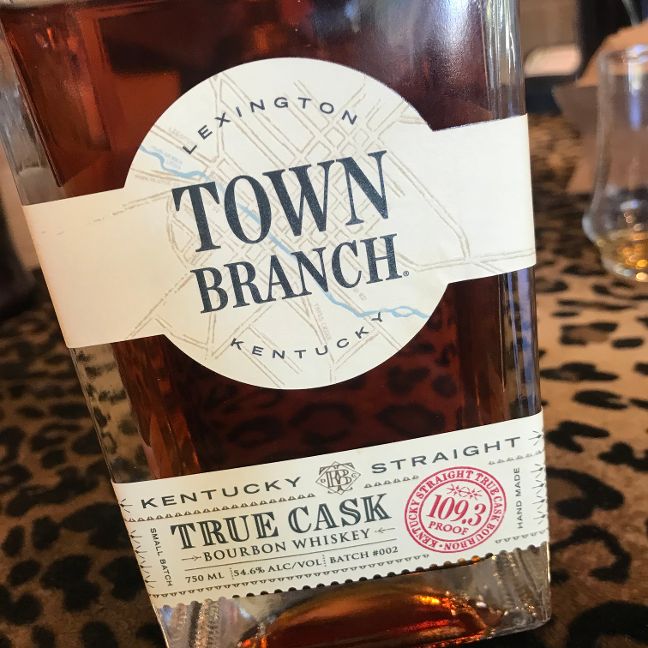 LEXINGTON
TOWN
BRANCH
KENTUCKY
KENTUCKY STRAIGHT
TRUE CASK
BOURBON WHISKEY
750 ML 54.6% ALC/VOL BATCH #002
SMALL BATCH
KENTUCKY STRAIGHT TRUE CASK BOURBON
109.3
PROOF
HAND MADE